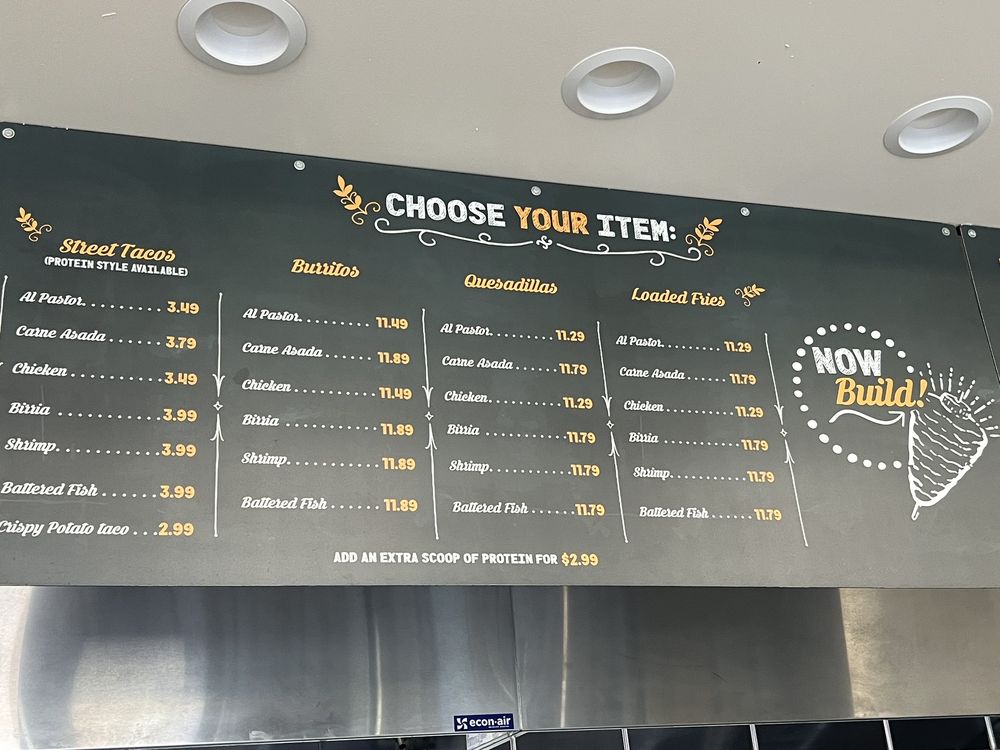 CHOOSE YOUR ITEM:
Street Tacos
(PROTEIN STYLE AVAILABLE)
Al Pastor. . . . . . . . 3.49
Carne Asada . . . . . . 3.79
Chicken . . . . . . . . . . 3.49
Birria . . . . . . . . . . . . 3.99
Shrimp. . . . . . . . . . . 3.99
Battered Fish . . . . . . 3.99
Crispy Potato taco . . .2.99
Burritos
Al Pastor. . . . . . . . . 11.49
Carne Asada . . . . . . . 11.89
Chicken . . . . . . . . . . . 11.49
Birria . . . . . . . . . . . . . 11.89
Shrimp. . . . . . . . . . . . 11.89
Battered Fish . . . . . . . 11.89
Quesadillas
Al Pastor. . . . . . . . . 11.29
Carne Asada . . . . . . 11.79
Chicken. . . . . . . . . . 11.29
Birria . . . . . . . . . . . . 11.79
Shrimp. . . . . . . . . . . 11.79
Battered Fish . . . . . . 11.79
Loaded Fries
Al Pastor. . . . . . . . . 11.29
Carne Asada . . . . . . 11.79
Chicken . . . . . . . . . . 11.29
Birria . . . . . . . . . . . . 11.79
Shrimp. . . . . . . . . . . 11.79
Battered Fish . . . . . . 11.79
NOW
Build!
ADD AN EXTRA SCOOP OF PROTEIN FOR $2.99
econ-air